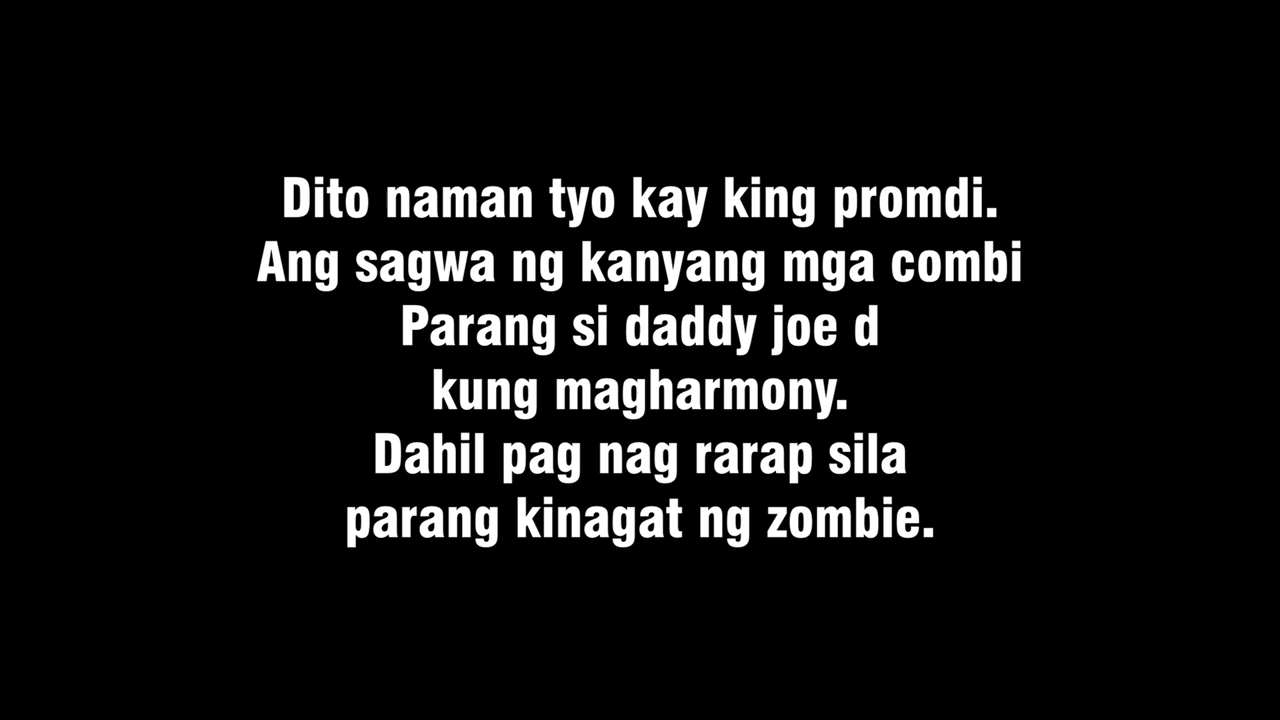 Dito naman tyo kay king promdi.
Ang sagwa ng kanyang mga combi
Parang si daddy joe d
kung magharmony.
Dahil pag nag rarap sila
parang kinagat ng zombie.